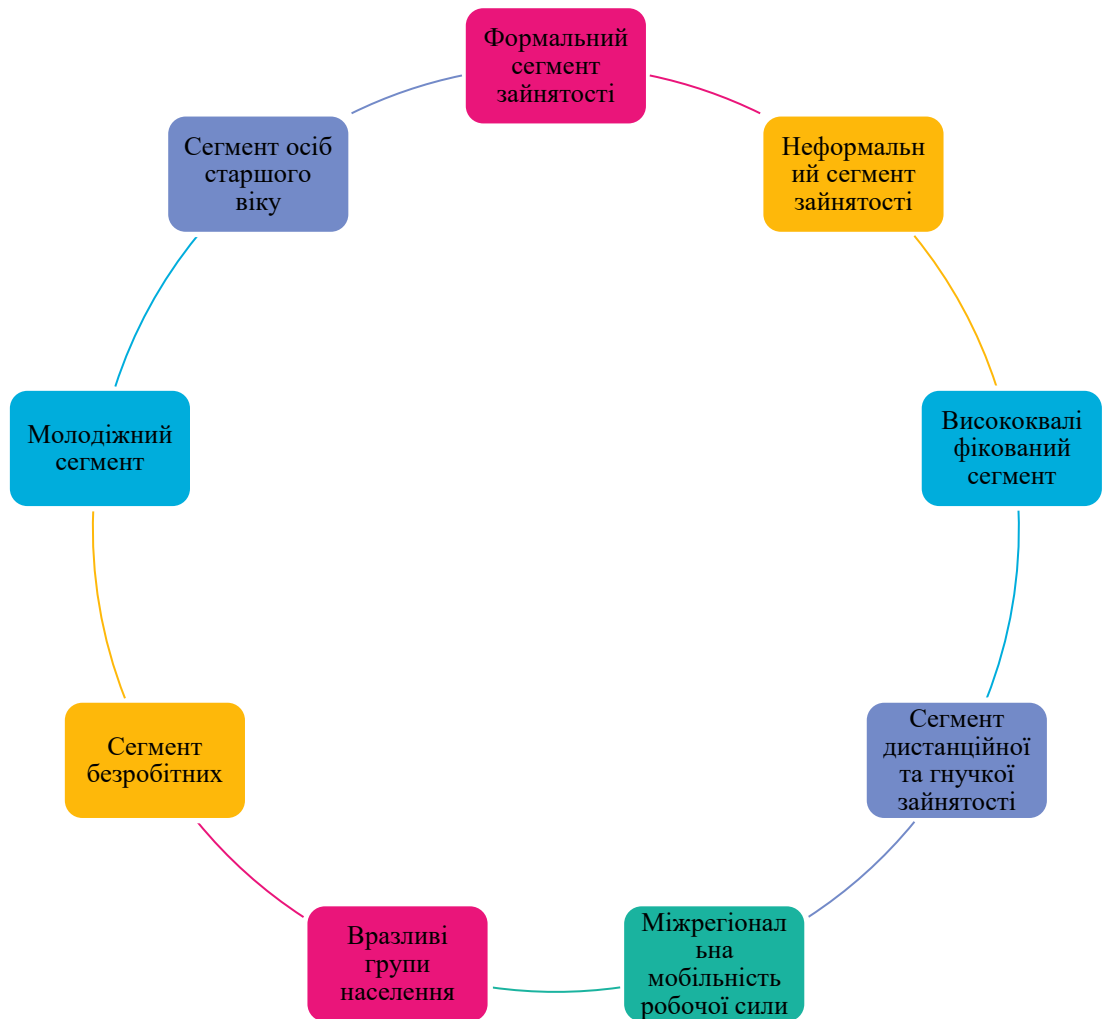 Формальний
сегмент
зайнятості
Неформальн
ий сегмент
зайнятості
Висококвалі
фікований
сегмент
Сегмент
дистанційної
та гнучкої
зайнятості
Міжрегіонал
ьна
мобільність
робочої сили
Вразливі
групи
населення
Сегмент
безробітних
Молодіжний
сегмент
Сегмент осіб
старшого
віку